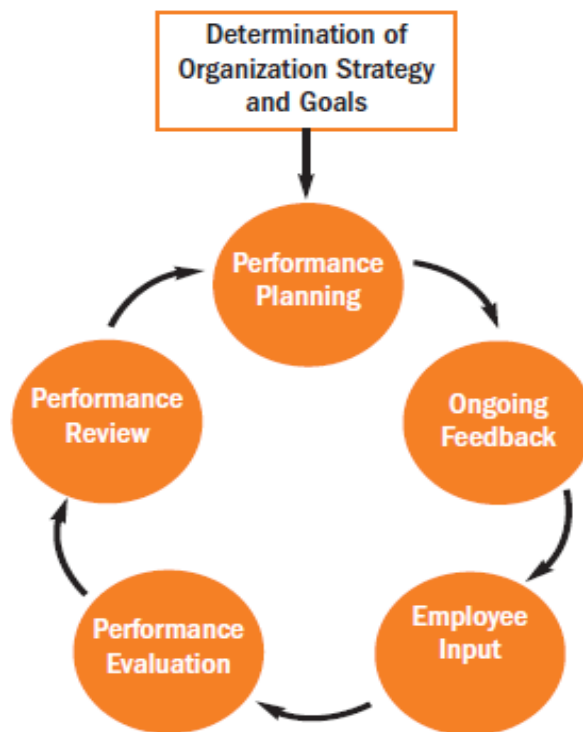 Determination of
Organization Strategy
and Goals
Performance
Planning
Ongoing
Feedback
Employee
Input
Performance
Evaluation
Performance
Review